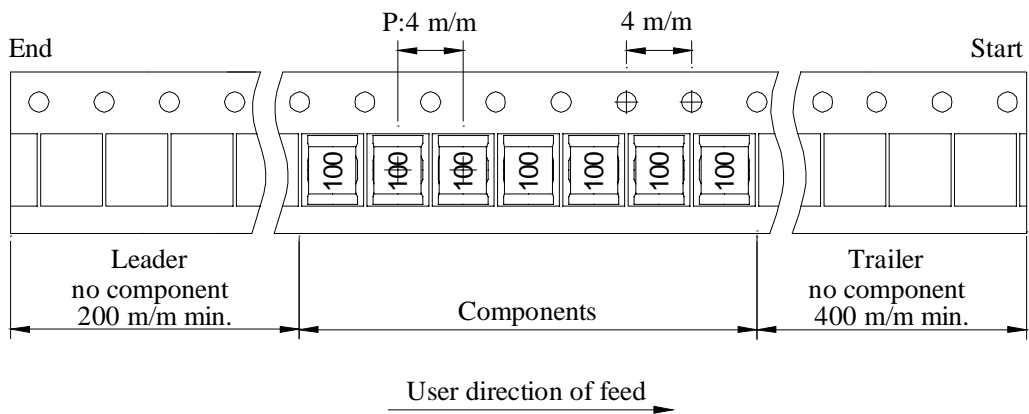 P:4 m/m
4 m/m
End
Start
100
100
100
100
100
100
100
Leader
no component
200 m/m min.
Components
Trailer
no component
400 m/m min.
User direction of feed